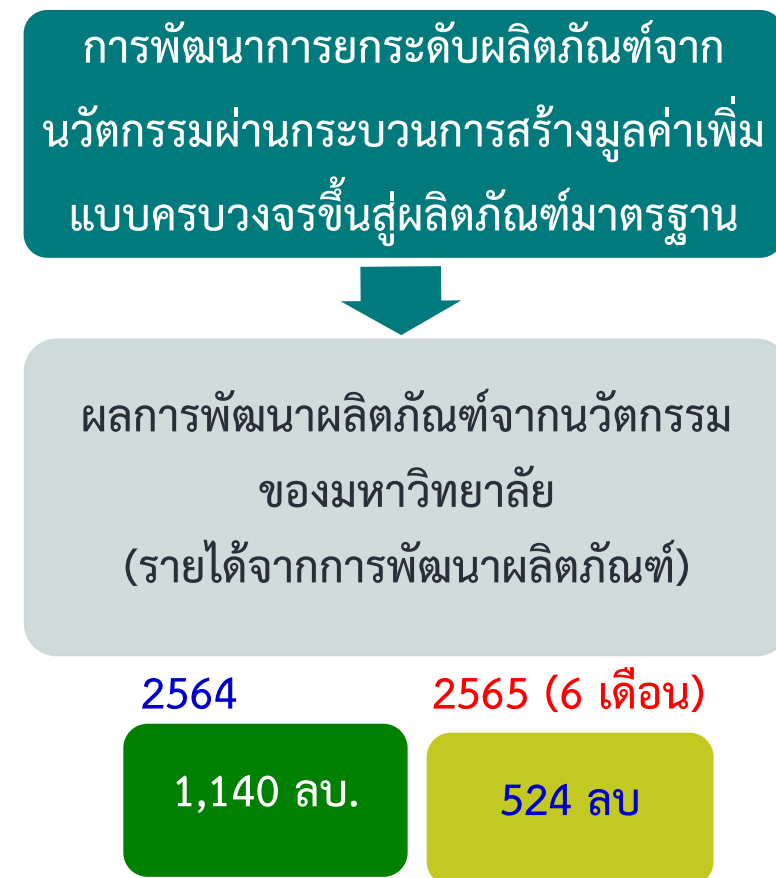 การพัฒนาการยกระดับผลิตภัณฑ์จาก
นวัตกรรมผ่านกระบวนการสร้างมูลค่าเพิ่ม
แบบครบวงจรขึ้นสู่ผลิตภัณฑ์มาตรฐาน
ผลการพัฒนาผลิตภัณฑ์จากนวัตกรรม
ของมหาวิทยาลัย
(รายได้จากการพัฒนาผลิตภัณฑ์)
2564
2565 (6 เดือน)
1,140 ลบ.
524 ลบ